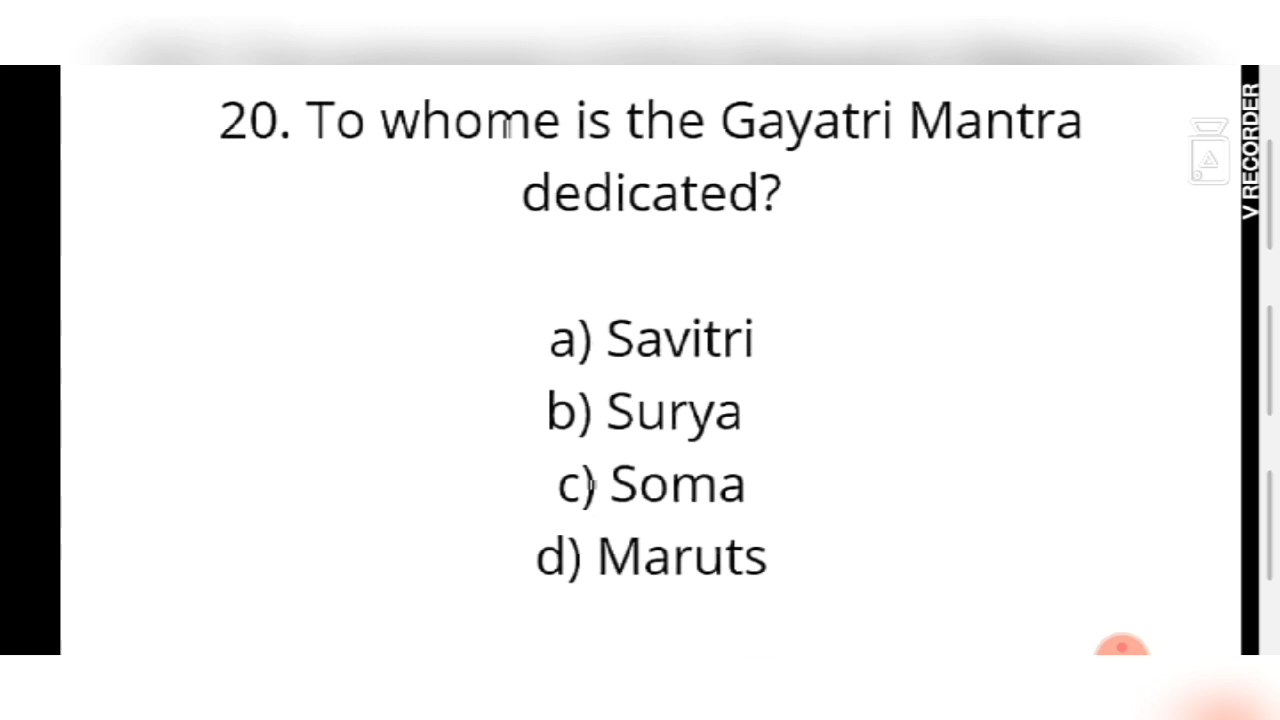 20. To whome is the Gayatri Mantra
dedicated?
a) Savitri
b) Surya
c) Soma
d) Maruts
V RECORDER